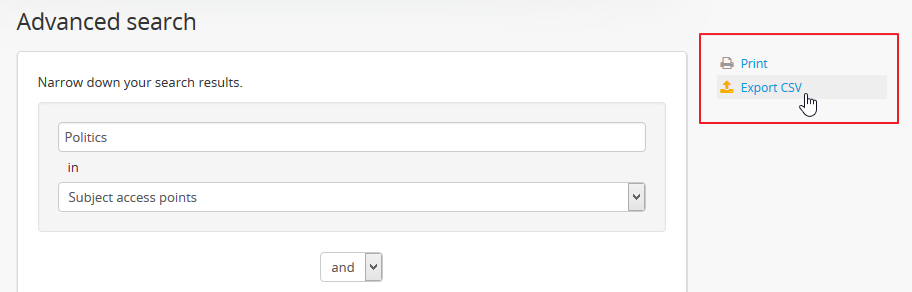 Advanced search
Narrow down your search results.
Politics
in
Subject access points
and
Print
Export CSV